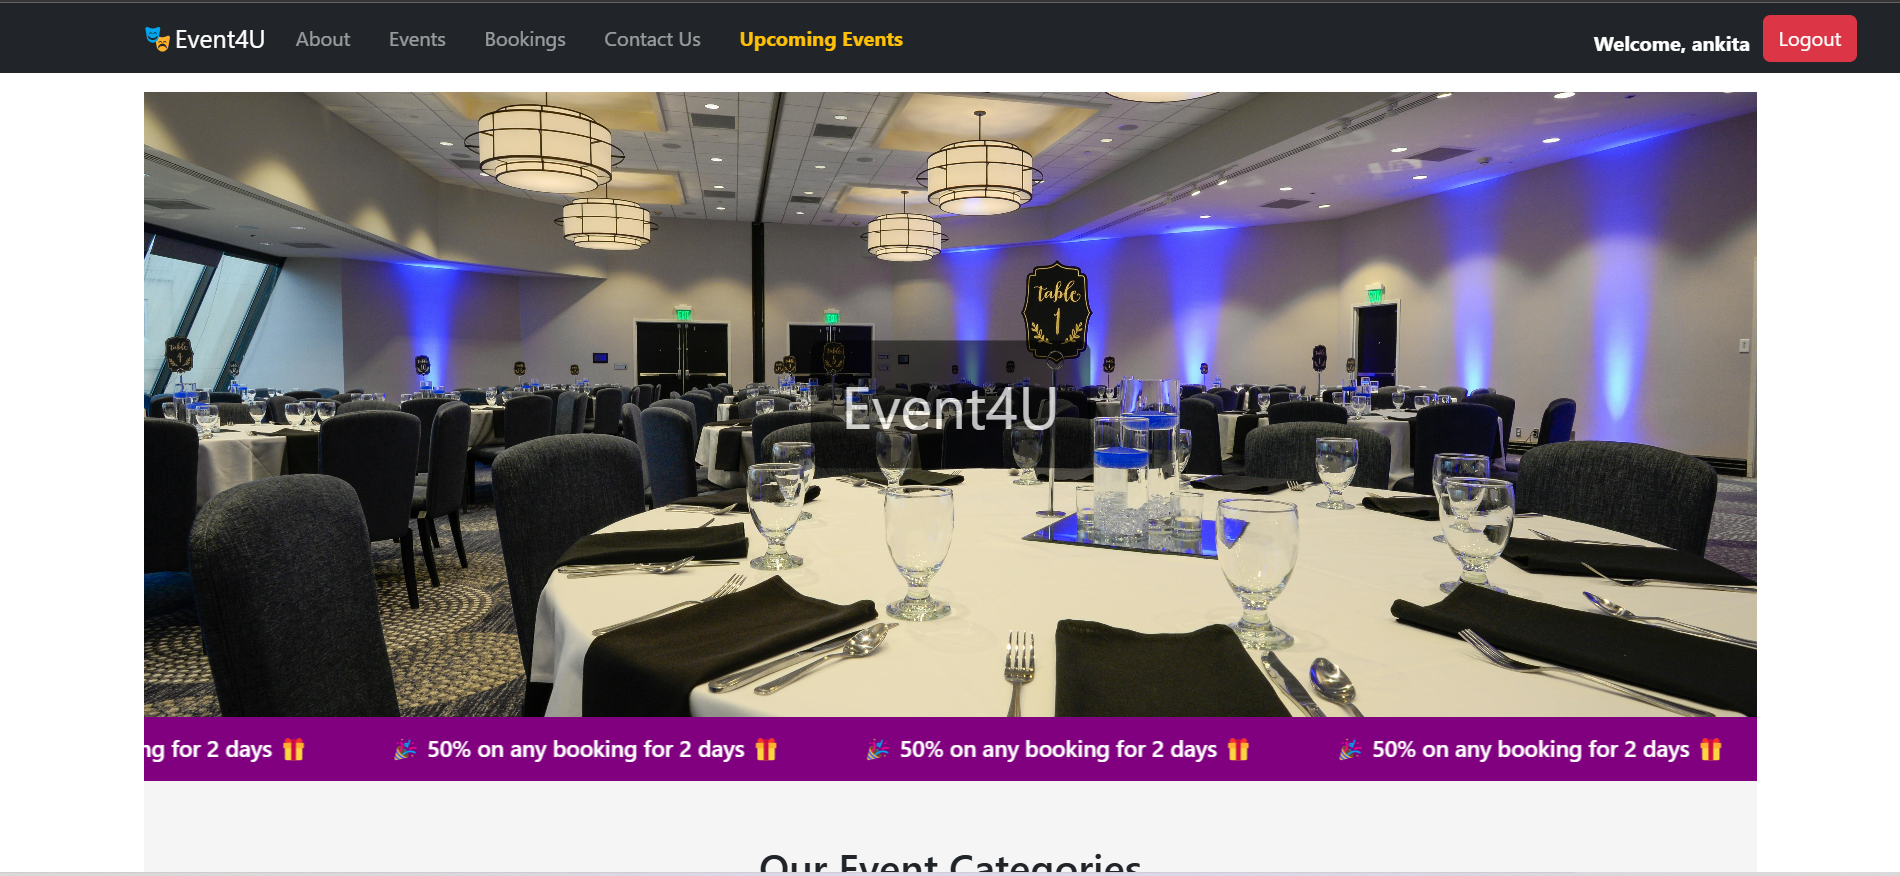 Event4U
About
Events
Bookings
Contact Us
Upcoming Events
Welcome, ankita
Logout
table
1
Event4U
ng for 2 days
50% on any booking for 2 days
50% on any booking for 2 days
50% on any booking for 2 days
Our Event Categories